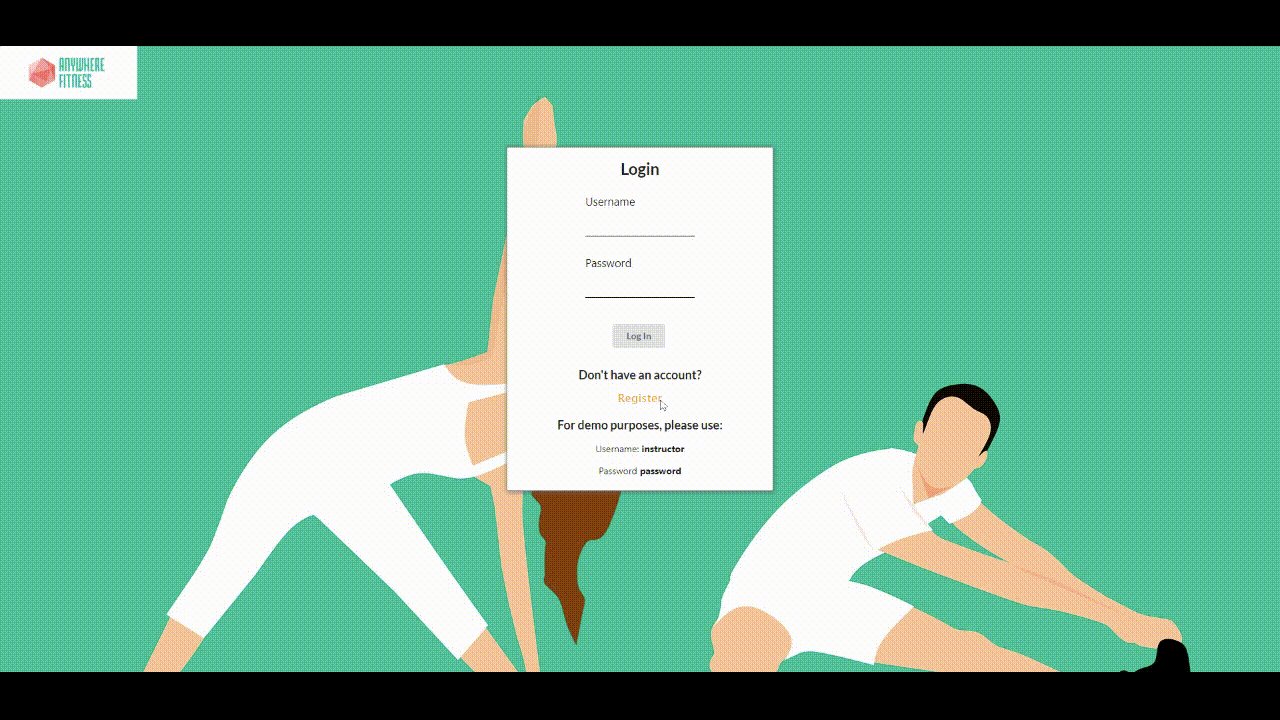 ANYWHERE
FITNESS
Login
Username
Password
Log In
Don't have an account?
Register
For demo purposes, please use:
Username: instructor
Password password